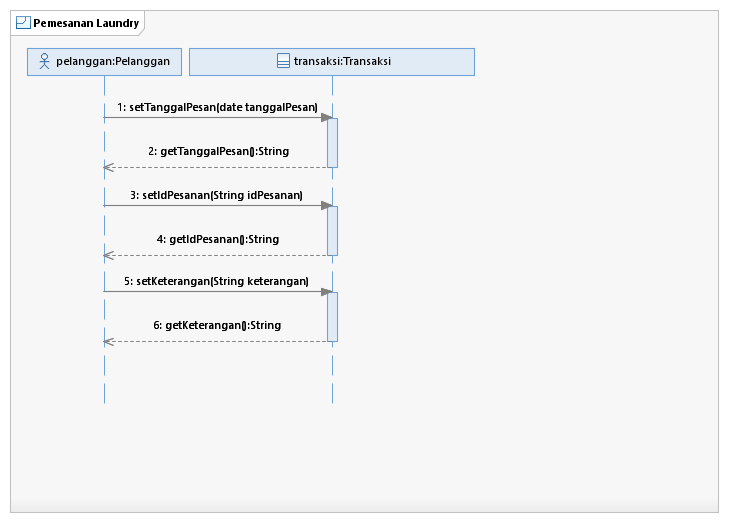 Pemesanan Laundry
pelanggan:Pelanggan
transaksi:Transaksi
1: setTanggalPesan(date tanggalPesan)
2: getTanggalPesan():String
3: setIdPesanan(String idPesanan)
4: getIdPesanan():String
5: setKeterangan(String keterangan)
6: getKeterangan():String